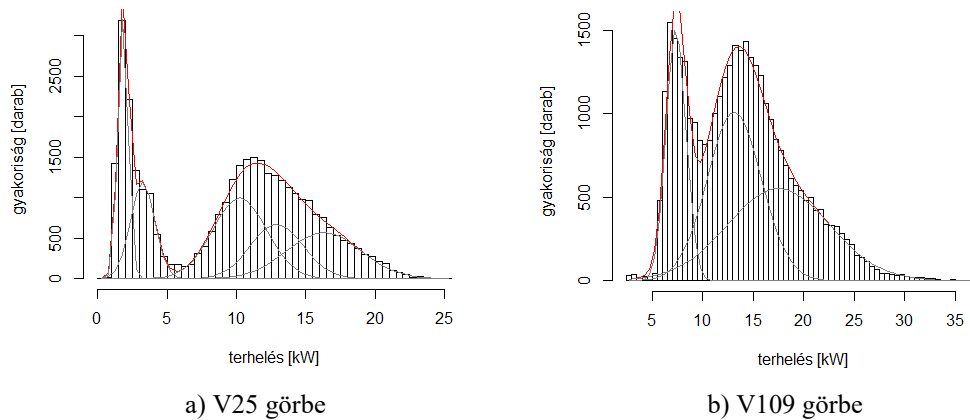 gyakoriság [darab]
2500
1500
500
0
0 5 10 15 20 25
terhelés [kW]
a) V25 görbe
gyakoriság [darab]
1500
1000
500
0
5 10 15 20 25 30 35
terhelés [kW]
b) V109 görbe